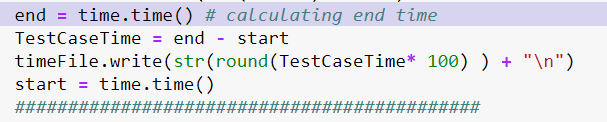 end = time.time() # calculating end time
TestCaseTime = end - start
timeFile.write(str(round(TestCaseTime* 100) ) + "\n")
start = time.time()
############################################